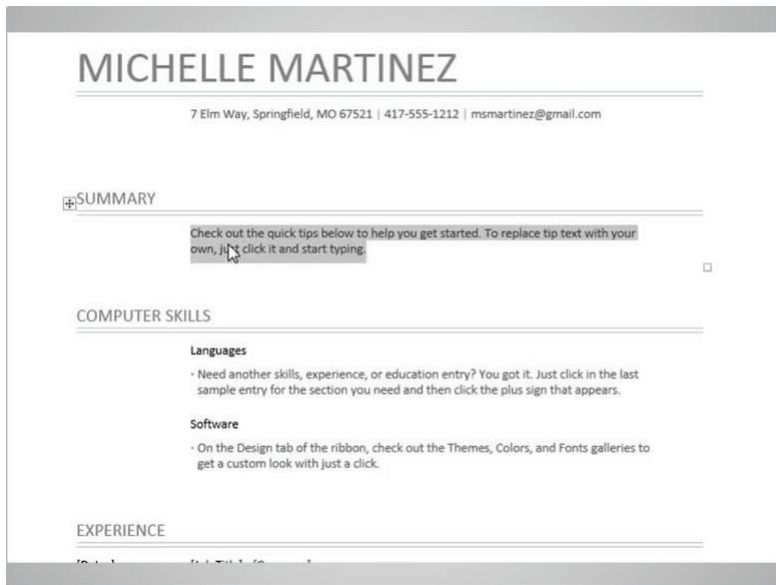 MICHELLE MARTINEZ
7 Elm Way, Springfield, MO 67521 | 417-555-1212 | msmartinez@gmail.com
SUMMARY
Check out the quick tips below to help you get started. To replace tip text with your
own, just click it and start typing.
COMPUTER SKILLS
Languages
· Need another skills, experience, or education entry? You got it. Just click in the last
sample entry for the section you need and then click the plus sign that appears.
Software
· On the Design tab of the ribbon, check out the Themes, Colors, and Fonts galleries to
get a custom look with just a click.
EXPERIENCE